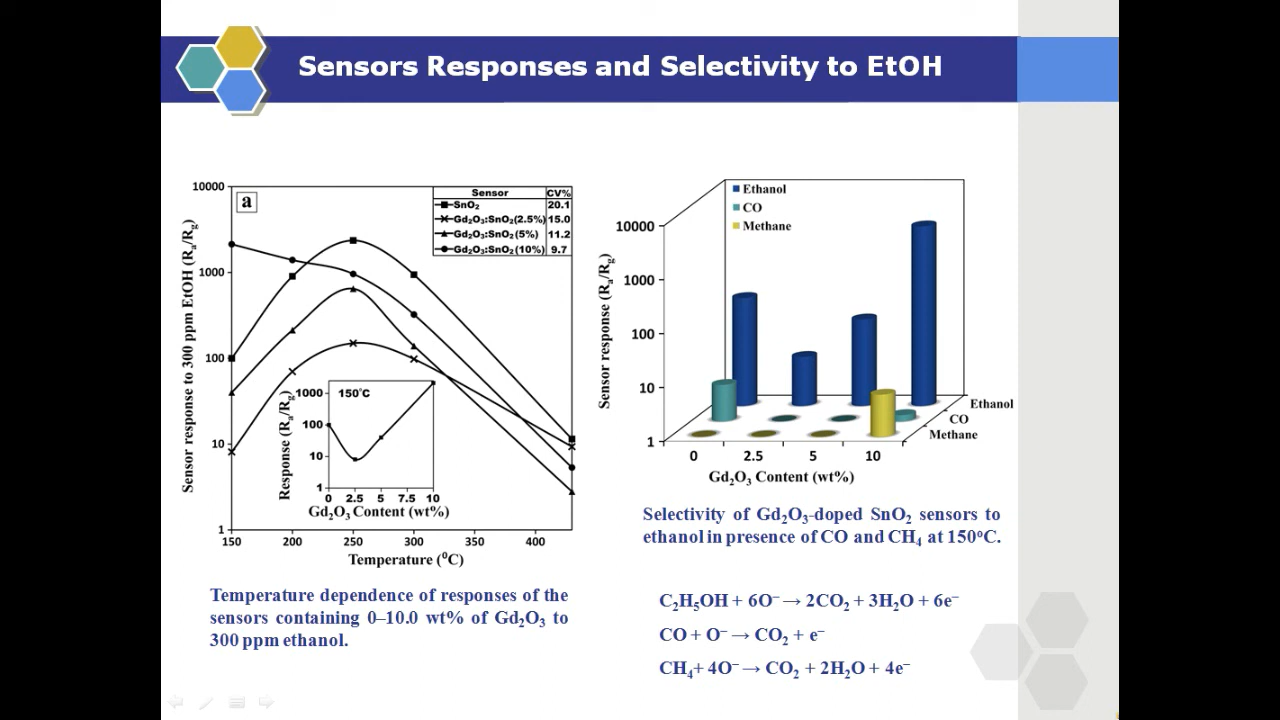 Sensors Responses and Selectivity to EtOH
a
Sensor CV%
SnO₂ 20.1
Gd₂O₃:SnO₂(2.5%) 15.0
Gd₂O₃:SnO₂(5%) 11.2
Gd₂O₃:SnO₂(10%) 9.7
Sensor response to 300 ppm EtOH (Rₐ/R_g)
10000
1000
100
10
1
150 200 250 300 350 400
Temperature (⁰C)
150°C
Response (Rₐ/R_g)
1000
100
10
1
0 2.5 5 7.5 10
Gd₂O₃ Content (wt%)
Temperature dependence of responses of the
sensors containing 0–10.0 wt% of Gd₂O₃ to
300 ppm ethanol.
Ethanol
CO
Methane
Sensor response (Rₐ/R_g)
10000
1000
100
10
1
0 2.5 5 10
Gd₂O₃ Content (wt%)
Ethanol
CO
Methane
Selectivity of Gd₂O₃-doped SnO₂ sensors to
ethanol in presence of CO and CH₄ at 150ᵒC.
C₂H₅OH + 6O⁻ → 2CO₂ + 3H₂O + 6e⁻
CO + O⁻ → CO₂ + e⁻
CH₄+ 4O⁻ → CO₂ + 2H₂O + 4e⁻